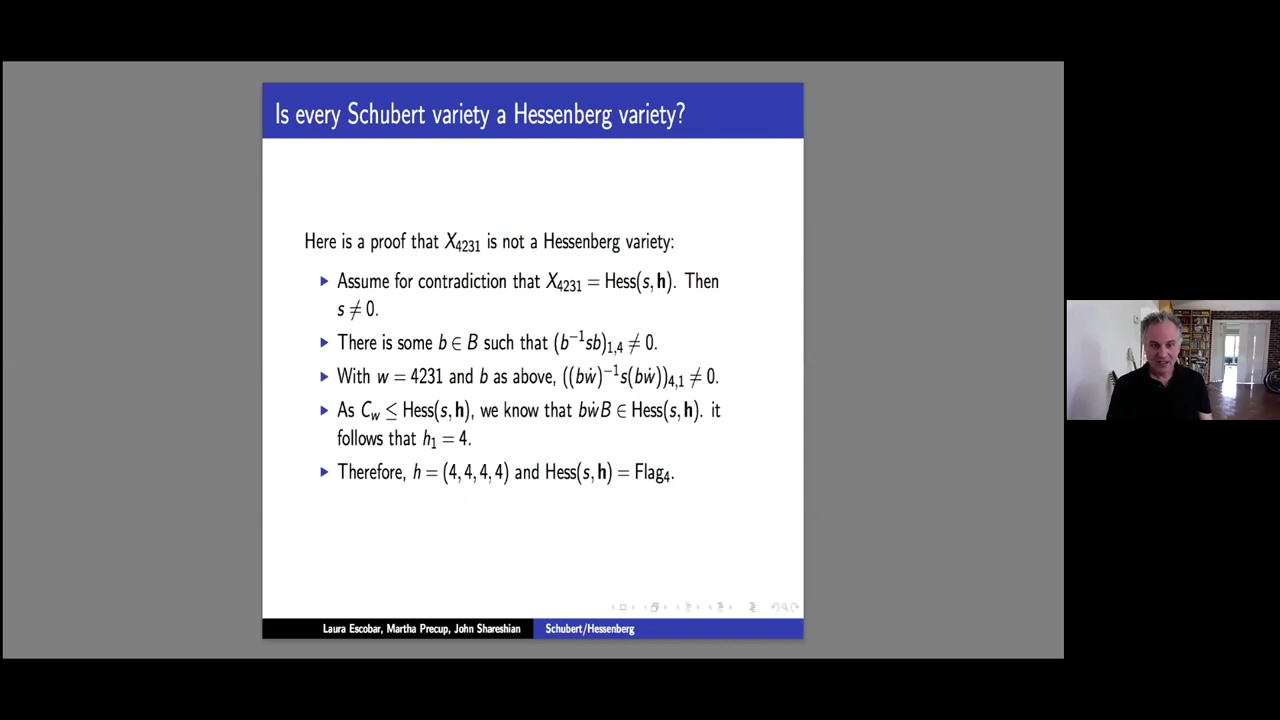 Is every Schubert variety a Hessenberg variety?
Here is a proof that X₄₂₃₁ is not a Hessenberg variety:
▶ Assume for contradiction that X₄₂₃₁ = Hess(s, h). Then
s ≠ 0.
▶ There is some b ∈ B such that (b⁻¹sb)₁,₄ ≠ 0.
▶ With w = 4231 and b as above, ((bẇ)⁻¹s(bẇ))₄,₁ ≠ 0.
▶ As C_w ≤ Hess(s, h), we know that bẇB ∈ Hess(s, h). it
follows that h₁ = 4.
▶ Therefore, h = (4, 4, 4, 4) and Hess(s, h) = Flag₄.
Laura Escobar, Martha Precup, John Shareshian
Schubert/Hessenberg